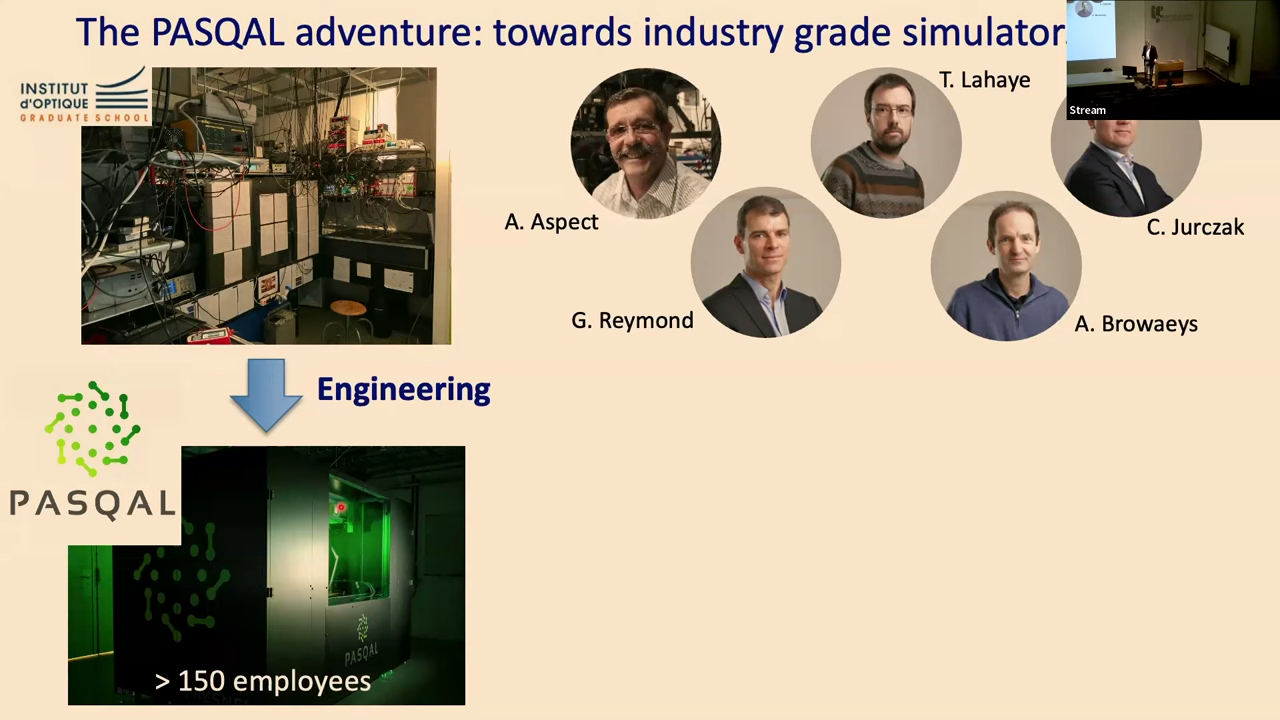 The PASQAL adventure: towards industry grade simulator
Stream
INSTITUT
d'OPTIQUE
GRADUATE SCHOOL
T. Lahaye
A. Aspect
C. Jurczak
G. Reymond
A. Browaeys
Engineering
PASQAL
PASQAL
> 150 employees